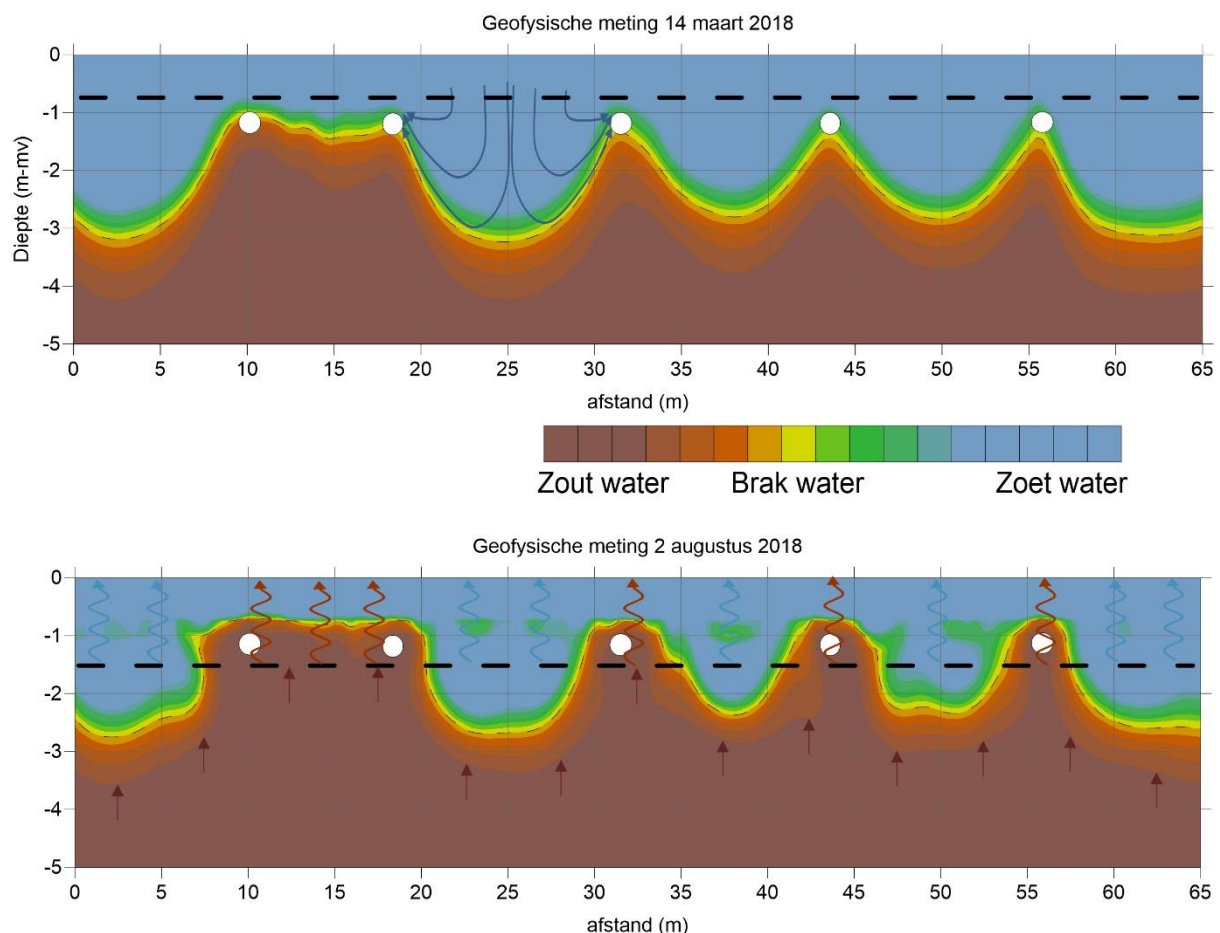 Geofysische meting 14 maart 2018
0
-1
-2
-3
-4
-5
Diepte (m-mv)
0 5 10 15 20 25 30 35 40 45 50 55 60 65
afstand (m)
Zout water Brak water Zoet water
Geofysische meting 2 augustus 2018
0
-1
-2
-3
-4
-5
0 5 10 15 20 25 30 35 40 45 50 55 60 65
afstand (m)